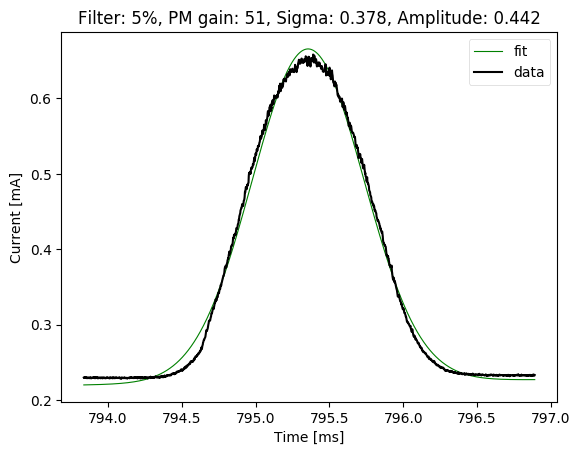 Filter: 5%, PM gain: 51, Sigma: 0.378, Amplitude: 0.442
fit
data
0.6
0.5
0.4
0.3
0.2
Current [mA]
794.0 794.5 795.0 795.5 796.0 796.5 797.0
Time [ms]